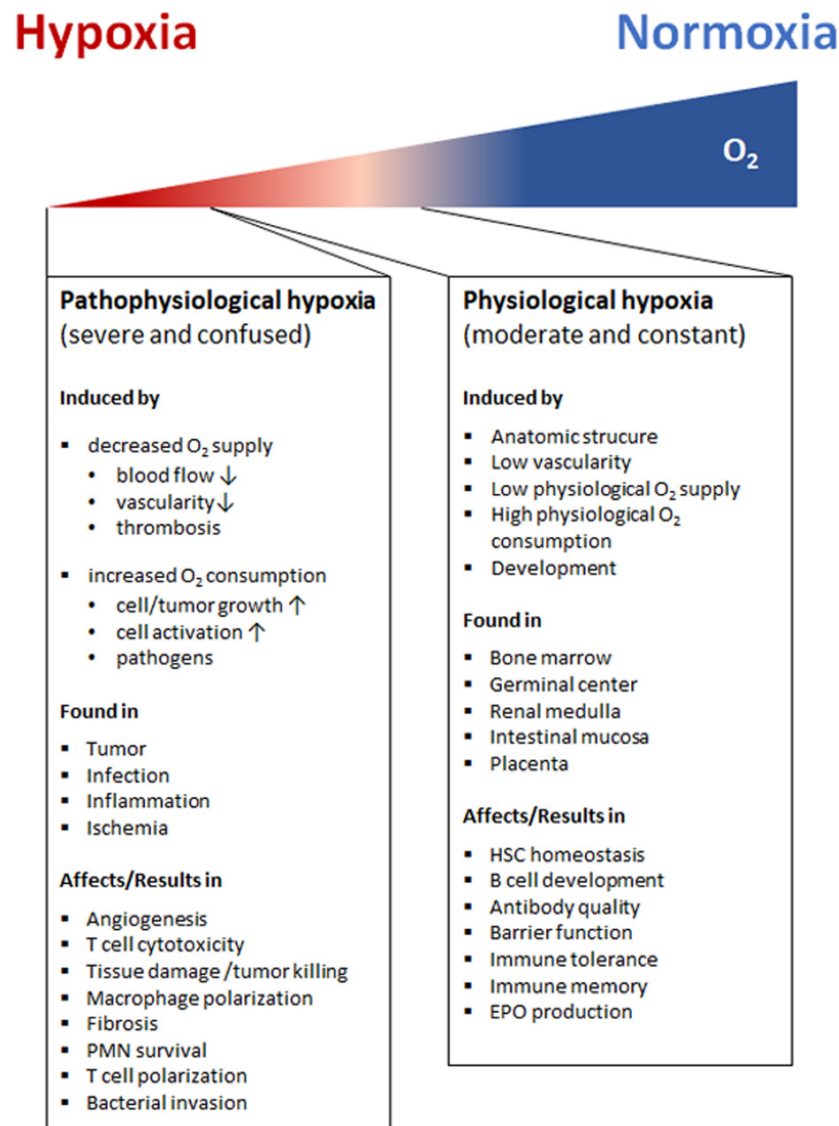 Hypoxia
Normoxia
O₂
Pathophysiological hypoxia
(severe and confused)
Induced by
▪ decreased O₂ supply
• blood flow ↓
• vascularity↓
• thrombosis
▪ increased O₂ consumption
• cell/tumor growth ↑
• cell activation ↑
• pathogens
Found in
▪ Tumor
▪ Infection
▪ Inflammation
▪ Ischemia
Affects/Results in
▪ Angiogenesis
▪ T cell cytotoxicity
▪ Tissue damage /tumor killing
▪ Macrophage polarization
▪ Fibrosis
▪ PMN survival
▪ T cell polarization
▪ Bacterial invasion
Physiological hypoxia
(moderate and constant)
Induced by
▪ Anatomic strucure
▪ Low vascularity
▪ Low physiological O₂ supply
▪ High physiological O₂
consumption
▪ Development
Found in
▪ Bone marrow
▪ Germinal center
▪ Renal medulla
▪ Intestinal mucosa
▪ Placenta
Affects/Results in
▪ HSC homeostasis
▪ B cell development
▪ Antibody quality
▪ Barrier function
▪ Immune tolerance
▪ Immune memory
▪ EPO production